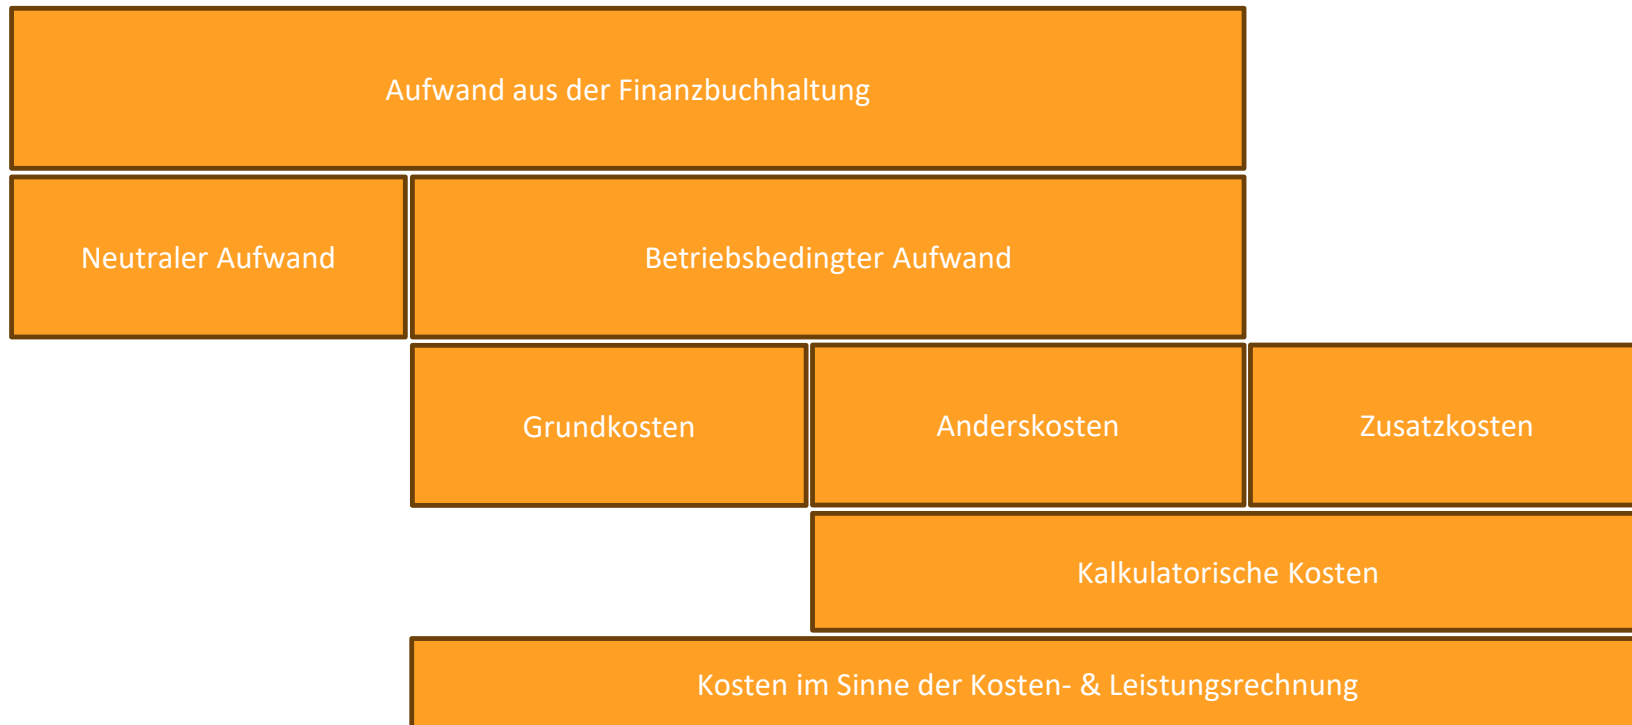 Aufwand aus der Finanzbuchhaltung
Neutraler Aufwand
Betriebsbedingter Aufwand
Grundkosten
Anderskosten
Zusatzkosten
Kalkulatorische Kosten
Kosten im Sinne der Kosten- & Leistungsrechnung